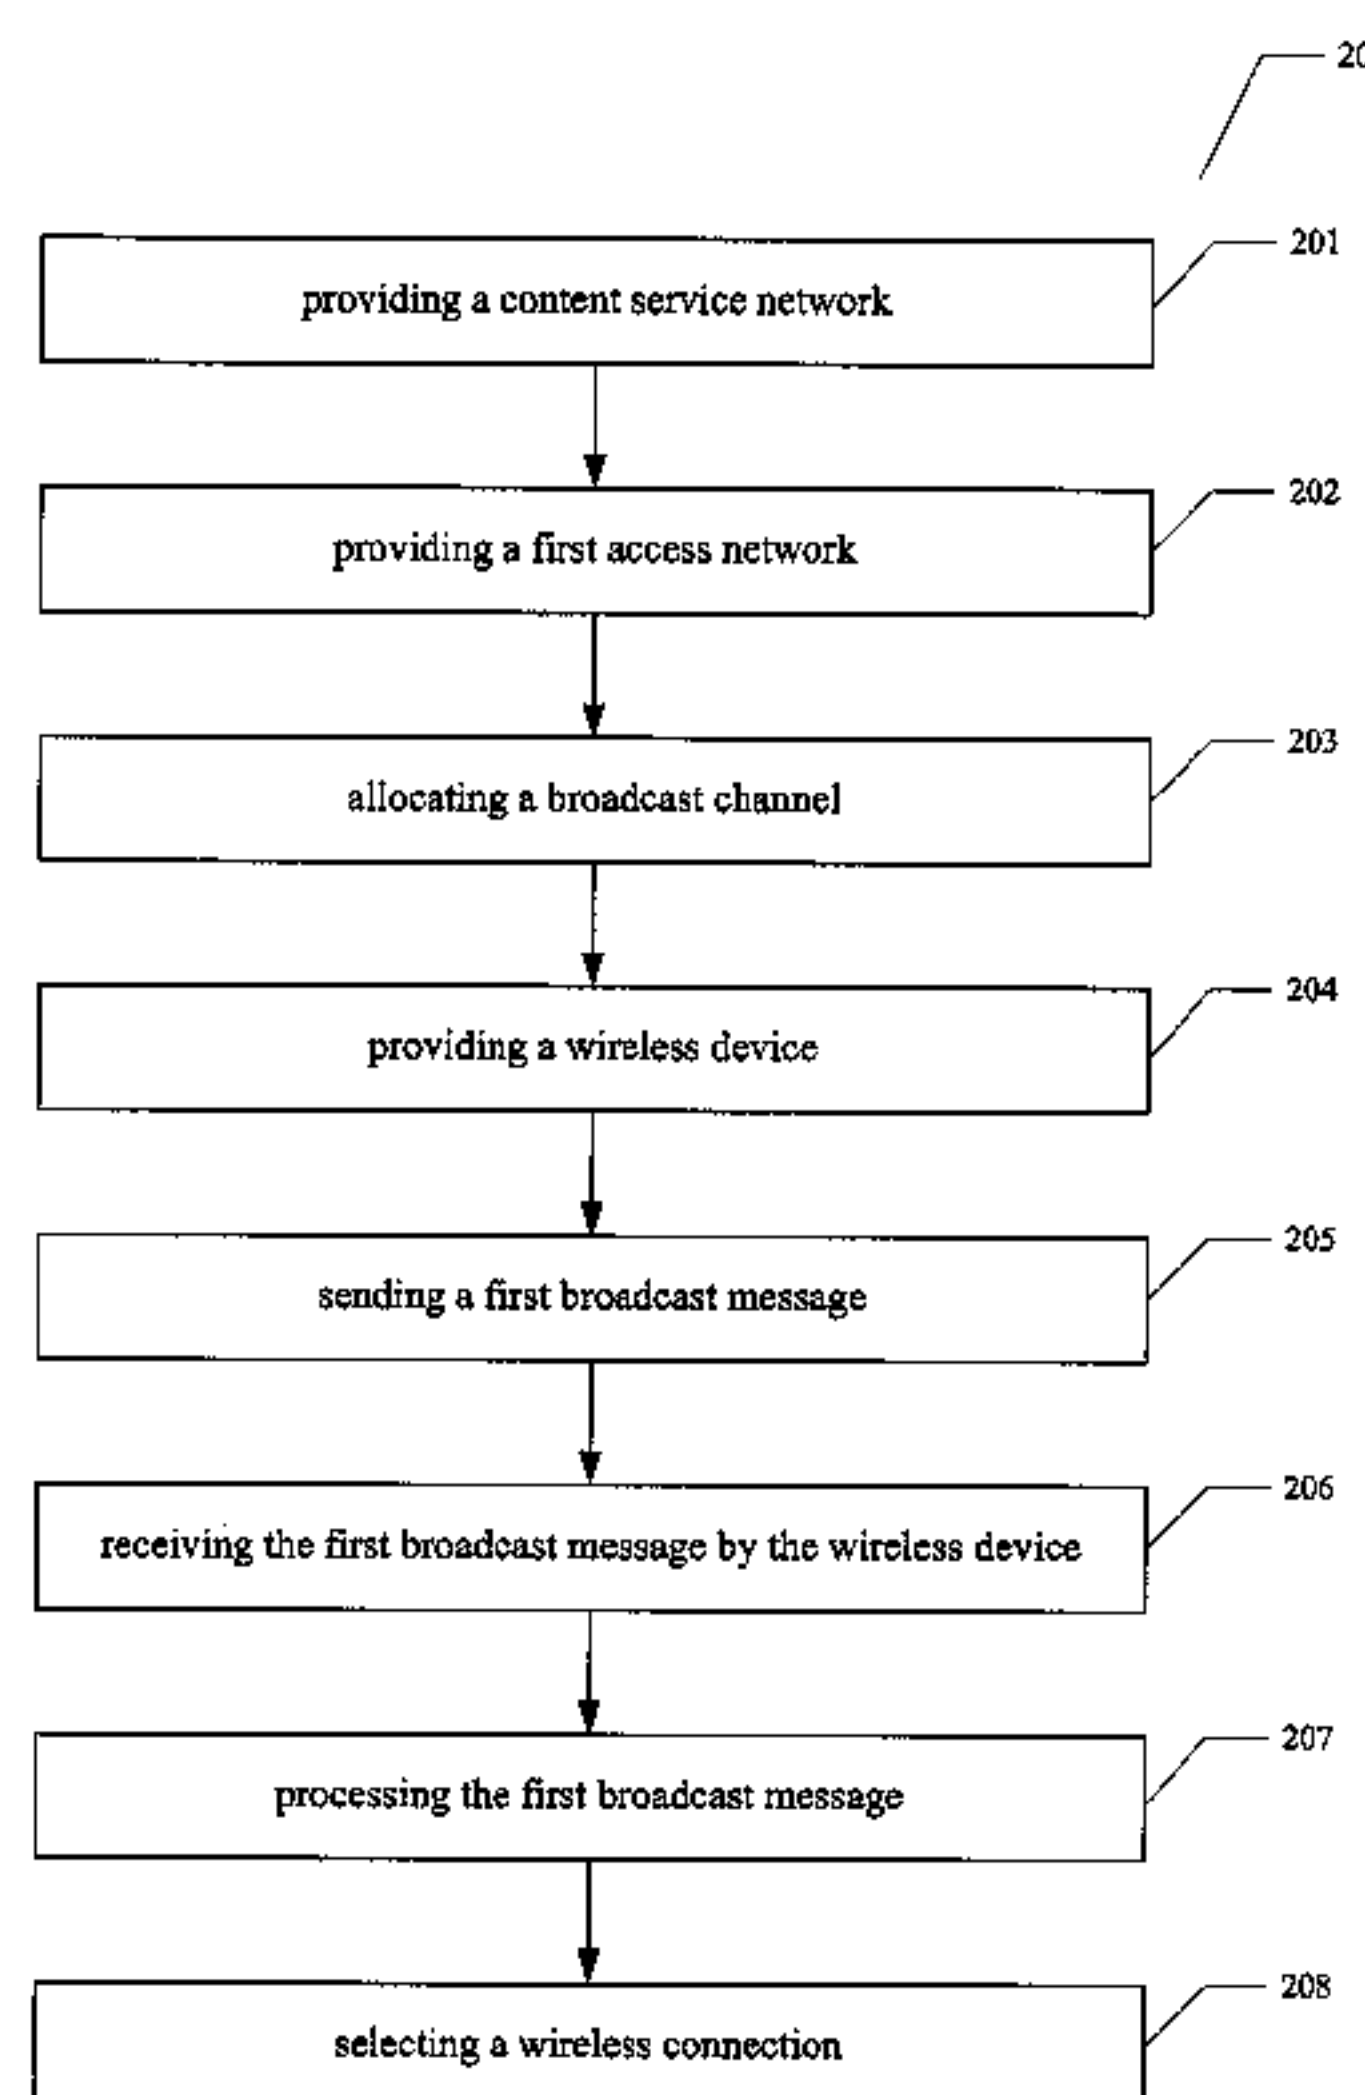 201
providing a content service network
202
providing a first access network
203
allocating a broadcast channel
204
providing a wireless device
205
sending a first broadcast message
206
receiving the first broadcast message by the wireless device
207
processing the first broadcast message
208
selecting a wireless connection